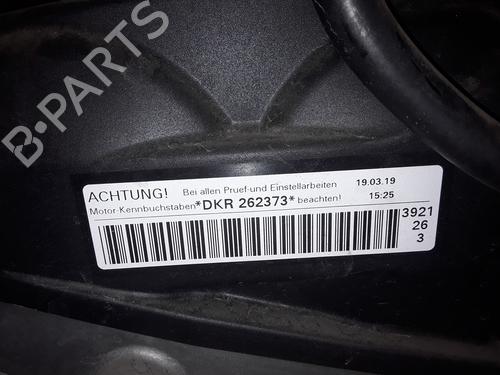 B-PARTS
ACHTUNG! Bei allen Pruef-und Einstellarbeiten 19.03.19
Motor-Kennbuchstaben*DKR 262373*beachten! 15:25
3921
26
3